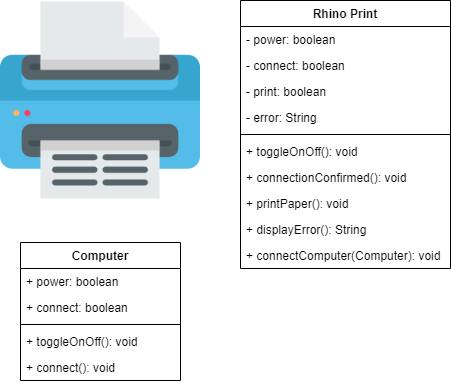 Rhino Print
- power: boolean
- connect: boolean
- print: boolean
- error: String
+ toggleOnOff(): void
+ connectionConfirmed(): void
+ printPaper(): void
+ displayError(): String
+ connectComputer(Computer): void
Computer
+ power: boolean
+ connect: boolean
+ toggleOnOff(): void
+ connect(): void